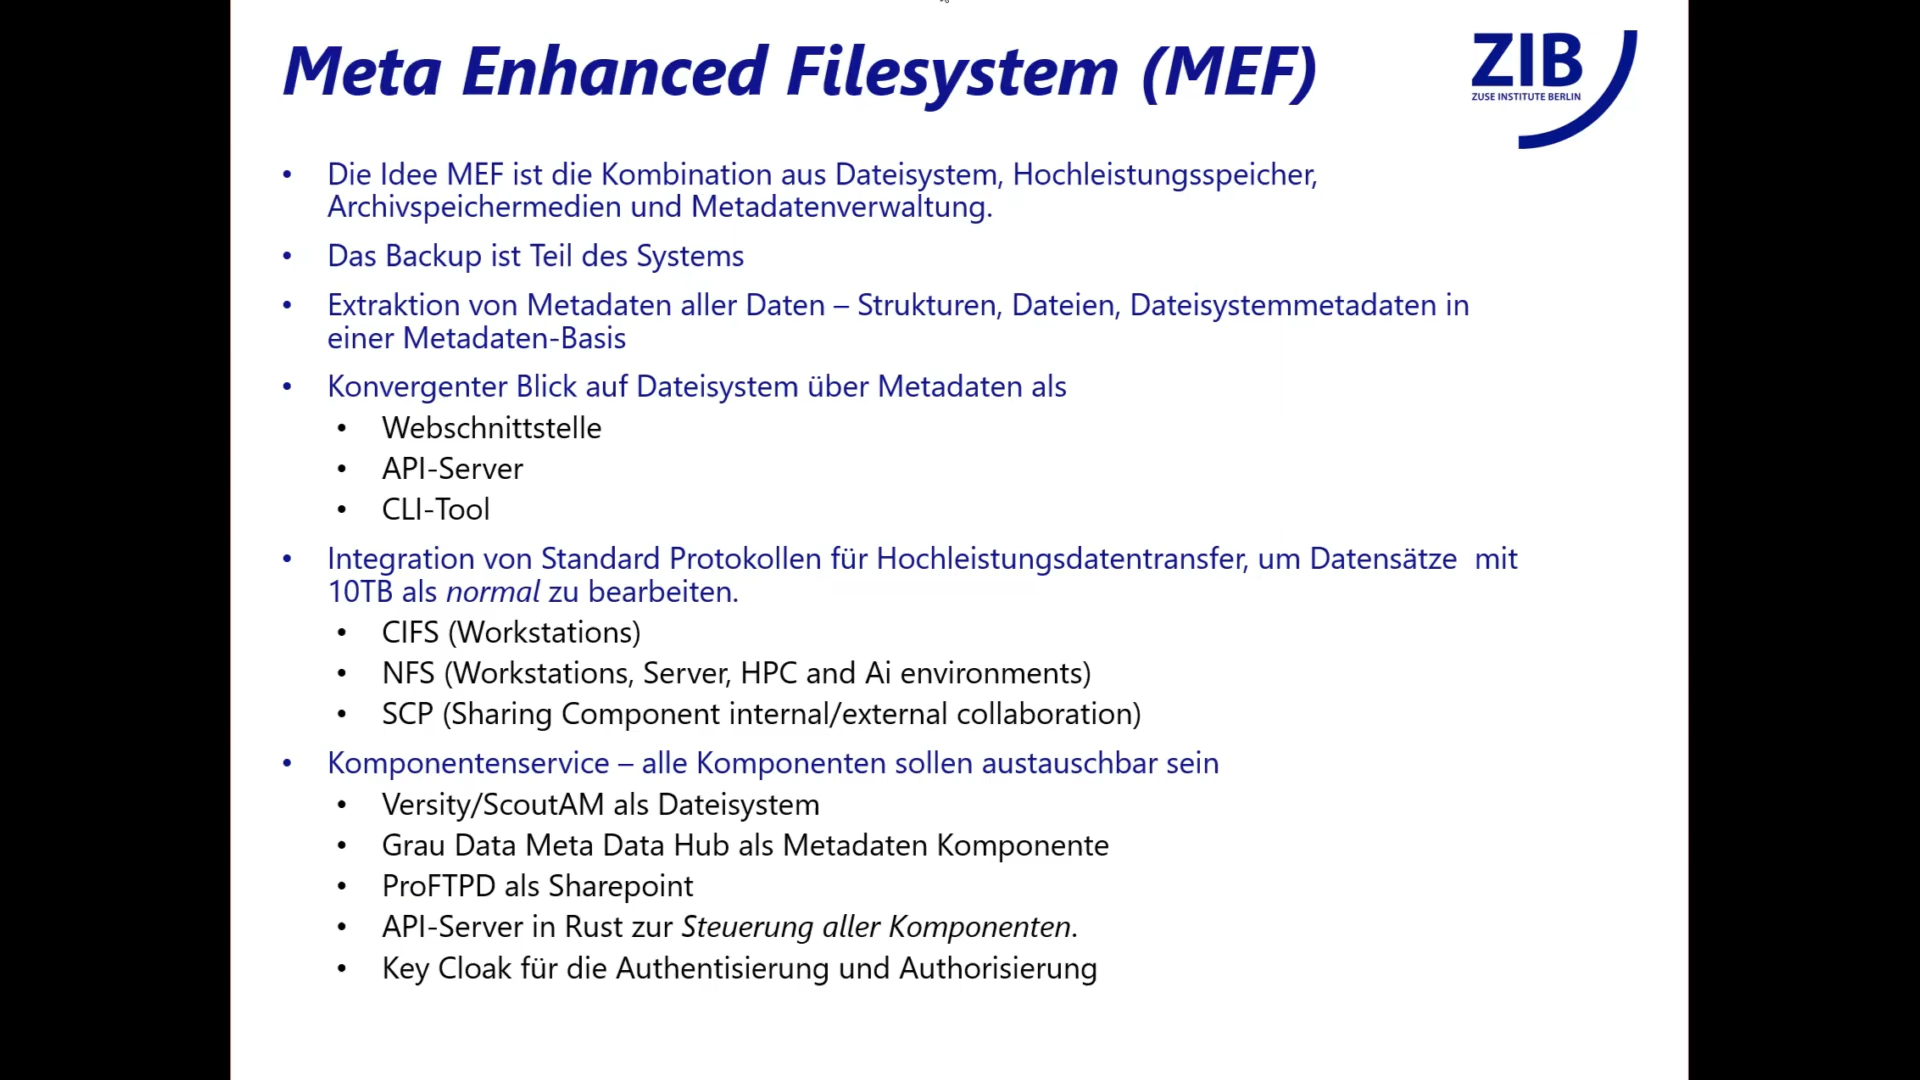 Meta Enhanced Filesystem (MEF)
ZIB
ZUSE INSTITUTE BERLIN
• Die Idee MEF ist die Kombination aus Dateisystem, Hochleistungsspeicher,
Archivspeichermedien und Metadatenverwaltung.
• Das Backup ist Teil des Systems
• Extraktion von Metadaten aller Daten – Strukturen, Dateien, Dateisystemmetadaten in
einer Metadaten-Basis
• Konvergenter Blick auf Dateisystem über Metadaten als
• Webschnittstelle
• API-Server
• CLI-Tool
• Integration von Standard Protokollen für Hochleistungsdatentransfer, um Datensätze  mit
10TB als normal zu bearbeiten.
• CIFS (Workstations)
• NFS (Workstations, Server, HPC and Ai environments)
• SCP (Sharing Component internal/external collaboration)
• Komponentenservice – alle Komponenten sollen austauschbar sein
• Versity/ScoutAM als Dateisystem
• Grau Data Meta Data Hub als Metadaten Komponente
• ProFTPD als Sharepoint
• API-Server in Rust zur Steuerung aller Komponenten.
• Key Cloak für die Authentisierung und Authorisierung